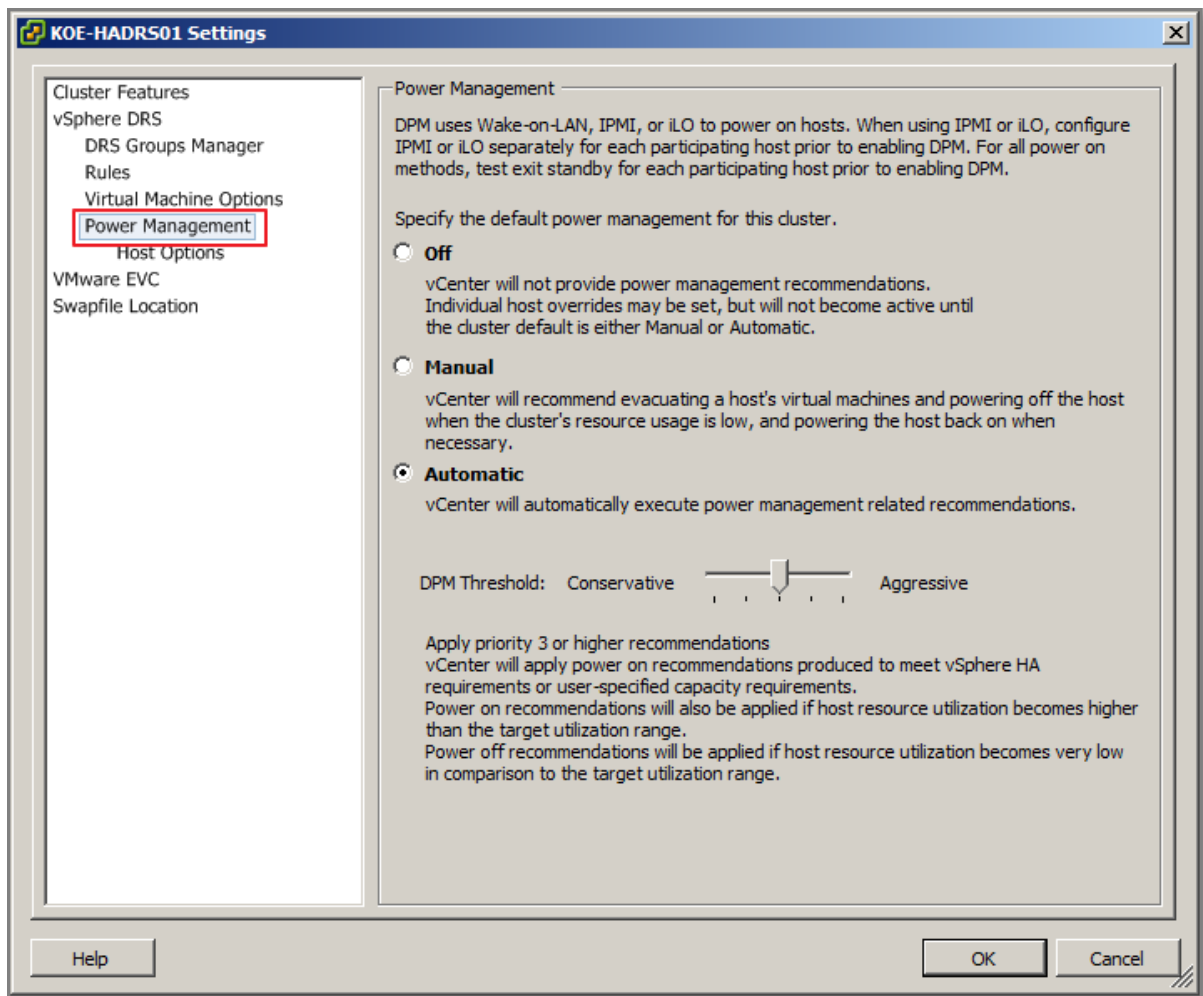 KOE-HADRS01 Settings
Cluster Features
vSphere DRS
DRS Groups Manager
Rules
Virtual Machine Options
Power Management
Host Options
VMware EVC
Swapfile Location
Power Management
DPM uses Wake-on-LAN, IPMI, or iLO to power on hosts. When using IPMI or iLO, configure
IPMI or iLO separately for each participating host prior to enabling DPM. For all power on
methods, test exit standby for each participating host prior to enabling DPM.
Specify the default power management for this cluster.
Off
vCenter will not provide power management recommendations.
Individual host overrides may be set, but will not become active until
the cluster default is either Manual or Automatic.
Manual
vCenter will recommend evacuating a host's virtual machines and powering off the host
when the cluster's resource usage is low, and powering the host back on when
necessary.
Automatic
vCenter will automatically execute power management related recommendations.
DPM Threshold: Conservative Aggressive
Apply priority 3 or higher recommendations
vCenter will apply power on recommendations produced to meet vSphere HA
requirements or user-specified capacity requirements.
Power on recommendations will also be applied if host resource utilization becomes higher
than the target utilization range.
Power off recommendations will be applied if host resource utilization becomes very low
in comparison to the target utilization range.
Help OK Cancel